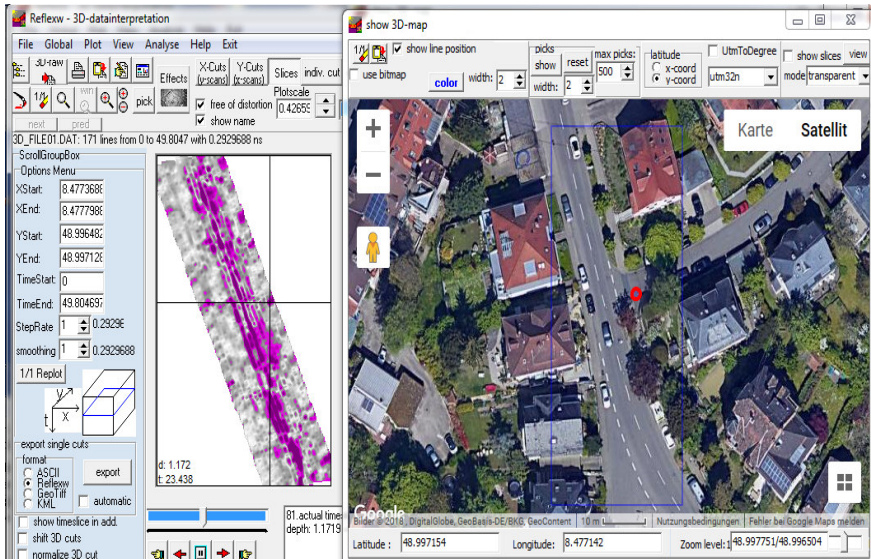 Reflexw - 3D-datainterpretation
File Global Plot View Analyse Help Exit
3D-raw
Effects
X-Cuts
(y-scans)
Y-Cuts
(x-scans)
Slices
indiv. cut
win
pick
free of distortion
show name
Plotscale
0.42655
next pred
3D_FILE01.DAT: 171 lines from 0 to 49.8047 with 0.2929688 ns
ScrollGroupBox
Options Menu
XStart: 8.4773688
XEnd: 8.4777988
YStart: 48.996482
YEnd: 48.997128
TimeStart: 0
TimeEnd: 49.804697
StepRate 1 0.2929
smoothing 1 0.2929688
1/1 Replot
y
t
x
export single cuts
format
ASCII
Reflexw
GeoTiff
KML
export
automatic
show timeslice in add.
shift 3D cuts
normalize 3D cut
d: 1.172
t: 23.438
81.actual time
depth: 1.1719
show 3D-map
1/1
show line position
use bitmap
color
width: 2
picks
show
reset
width: 2
max picks:
500
latitude
x-coord
y-coord
UtmToDegree
utm32n
show slices
view
mode transparent
Karte Satellit
Google
Bilder © 2018 , DigitalGlobe, GeoBasis-DE/BKG, GeoContent 10 m Nutzungsbedingungen Fehler bei Google Maps melden
Latitude : 48.997154 Longitude: 8.477142 Zoom level:1 48.997751/48.996504